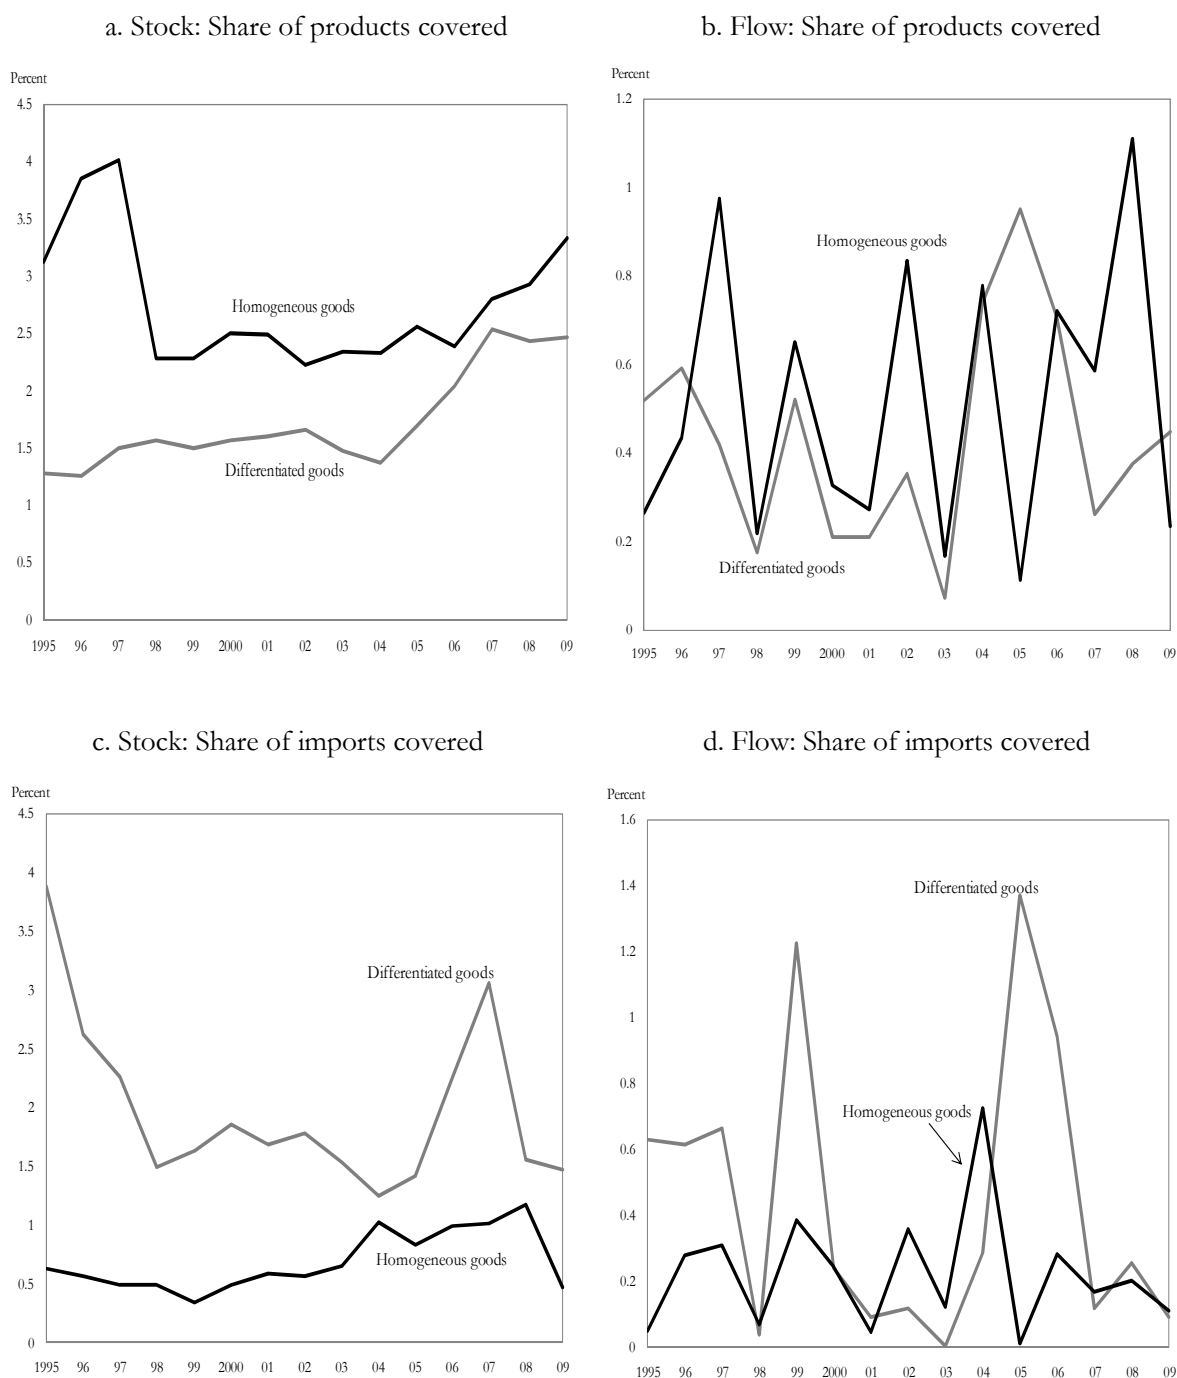 a. Stock: Share of products covered
Percent
4.5
4
3.5
3
2.5
2
1.5
1
0.5
0
Homogeneous goods
Differentiated goods
1995 96 97 98 99 2000 01 02 03 04 05 06 07 08 09
b. Flow: Share of products covered
Percent
1.2
1
0.8
0.6
0.4
0.2
0
Homogeneous goods
Differentiated goods
1995 96 97 98 99 2000 01 02 03 04 05 06 07 08 09
c. Stock: Share of imports covered
Percent
4.5
4
3.5
3
2.5
2
1.5
1
0.5
0
Differentiated goods
Homogeneous goods
1995 96 97 98 99 2000 01 02 03 04 05 06 07 08 09
d. Flow: Share of imports covered
Percent
1.6
1.4
1.2
1
0.8
0.6
0.4
0.2
0
Differentiated goods
Homogeneous goods
1995 96 97 98 99 2000 01 02 03 04 05 06 07 08 09